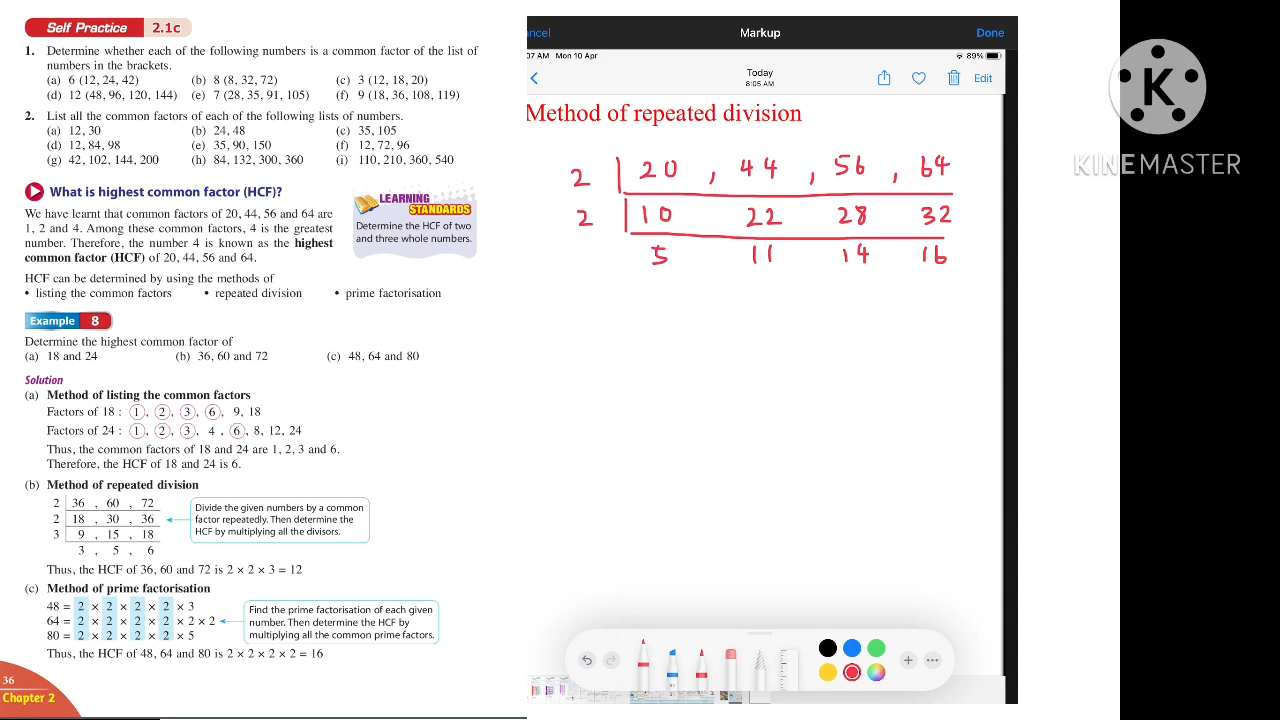 Self Practice 2.1c
1. Determine whether each of the following numbers is a common factor of the list of
numbers in the brackets.
(a) 6 (12, 24, 42) (b) 8 (8, 32, 72) (c) 3 (12, 18, 20)
(d) 12 (48, 96, 120, 144) (e) 7 (28, 35, 91, 105) (f) 9 (18, 36, 108, 119)
2. List all the common factors of each of the following lists of numbers.
(a) 12, 30 (b) 24, 48 (c) 35, 105
(d) 12, 84, 98 (e) 35, 90, 150 (f) 12, 72, 96
(g) 42, 102, 144, 200 (h) 84, 132, 300, 360 (i) 110, 210, 360, 540
What is highest common factor (HCF)?
We have learnt that common factors of 20, 44, 56 and 64 are
1, 2 and 4. Among these common factors, 4 is the greatest
number. Therefore, the number 4 is known as the highest
common factor (HCF) of 20, 44, 56 and 64.
LEARNING
STANDARDS
Determine the HCF of two
and three whole numbers.
HCF can be determined by using the methods of
• listing the common factors • repeated division • prime factorisation
Example 8
Determine the highest common factor of
(a) 18 and 24 (b) 36, 60 and 72 (c) 48, 64 and 80
Solution
(a) Method of listing the common factors
Factors of 18 : 1, 2, 3, 6, 9, 18
Factors of 24 : 1, 2, 3, 4, 6, 8, 12, 24
Thus, the common factors of 18 and 24 are 1, 2, 3 and 6.
Therefore, the HCF of 18 and 24 is 6.
(b) Method of repeated division
2 36 , 60 , 72
2 18 , 30 , 36
3 9 , 15 , 18
3 , 5 , 6
Divide the given numbers by a common
factor repeatedly. Then determine the
HCF by multiplying all the divisors.
Thus, the HCF of 36, 60 and 72 is 2 × 2 × 3 = 12
(c) Method of prime factorisation
48 = 2 × 2 × 2 × 2 × 3
64 = 2 × 2 × 2 × 2 × 2 × 2
80 = 2 × 2 × 2 × 2 × 5
Find the prime factorisation of each given
number. Then determine the HCF by
multiplying all the common prime factors.
Thus, the HCF of 48, 64 and 80 is 2 × 2 × 2 × 2 = 16
36
Chapter 2
ancel Markup Done
07 AM Mon 10 Apr 89%
Today
8:05 AM
Edit
Method of repeated division
2 20 , 44 , 56 , 64
2 10 22 28 32
5 11 14 16
K
KINEMASTER